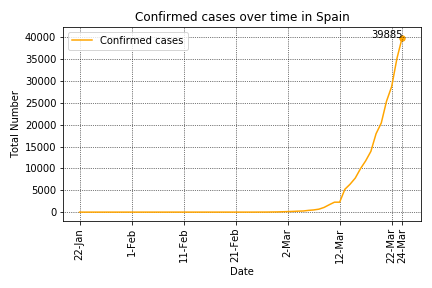 Confirmed cases over time in Spain
39885
Confirmed cases
40000
35000
30000
25000
20000
15000
10000
5000
0
Total Number
22-Jan
1-Feb
11-Feb
21-Feb
2-Mar
12-Mar
22-Mar
24-Mar
Date